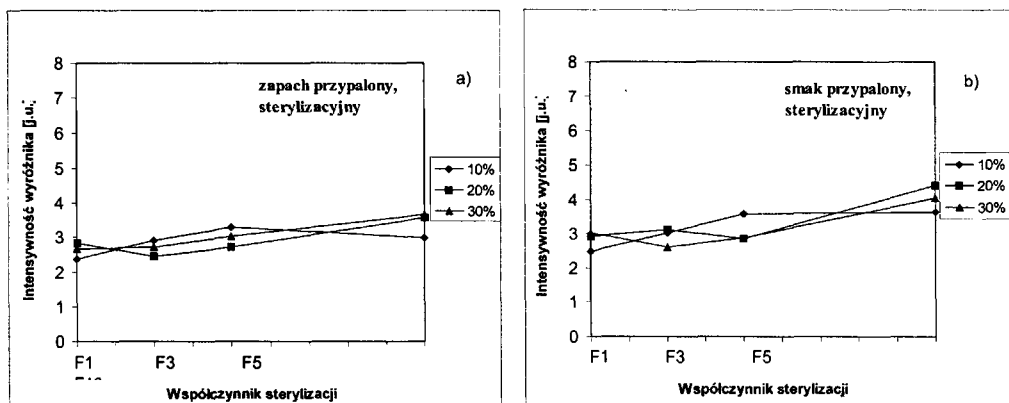 Intensywność wyróżnika [j.u.]
8
7
6
5
4
3
2
1
0
zapach przypalony,
sterylizacyjny
a)
10%
20%
30%
F1
F3
F5
Współczynnik sterylizacji
Intensywność wyróżnika [j.u.]
8
7
6
5
4
3
2
1
0
smak przypalony,
sterylizacyjny
b)
10%
20%
30%
F1
F3
F5
Współczynnik sterylizacji